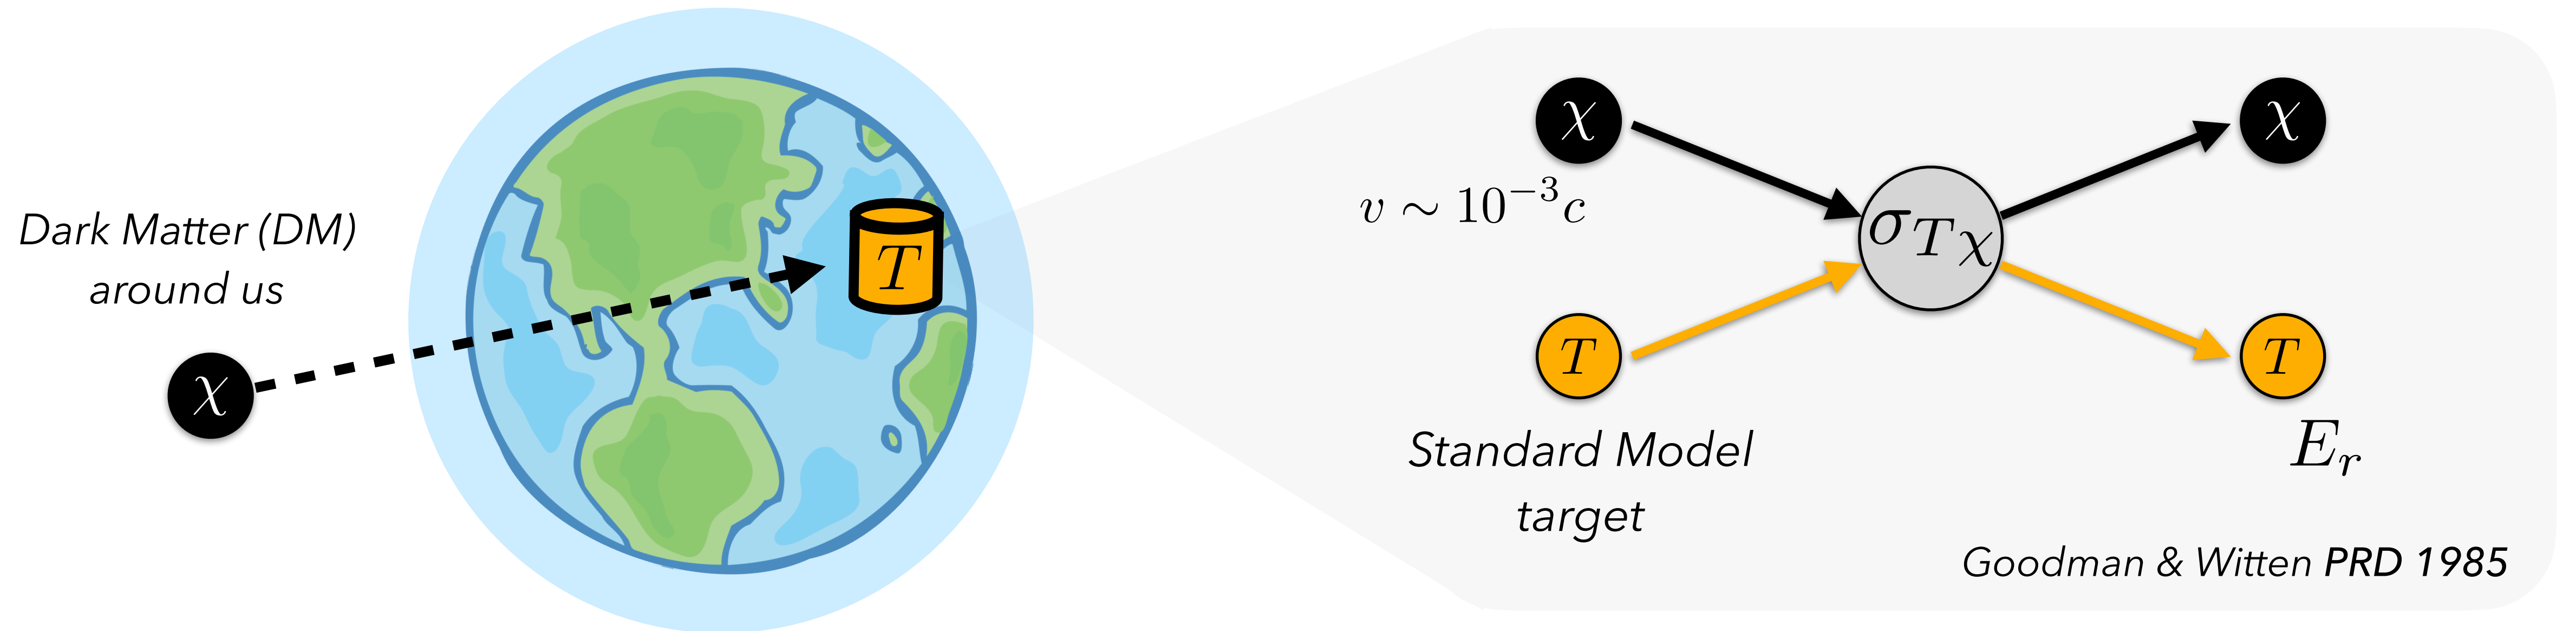 Dark Matter (DM)
around us
χ
T
χ
v ∼ 10⁻³c
T
Standard Model
target
σ_Tχ
χ
T
E_r
Goodman & Witten PRD 1985